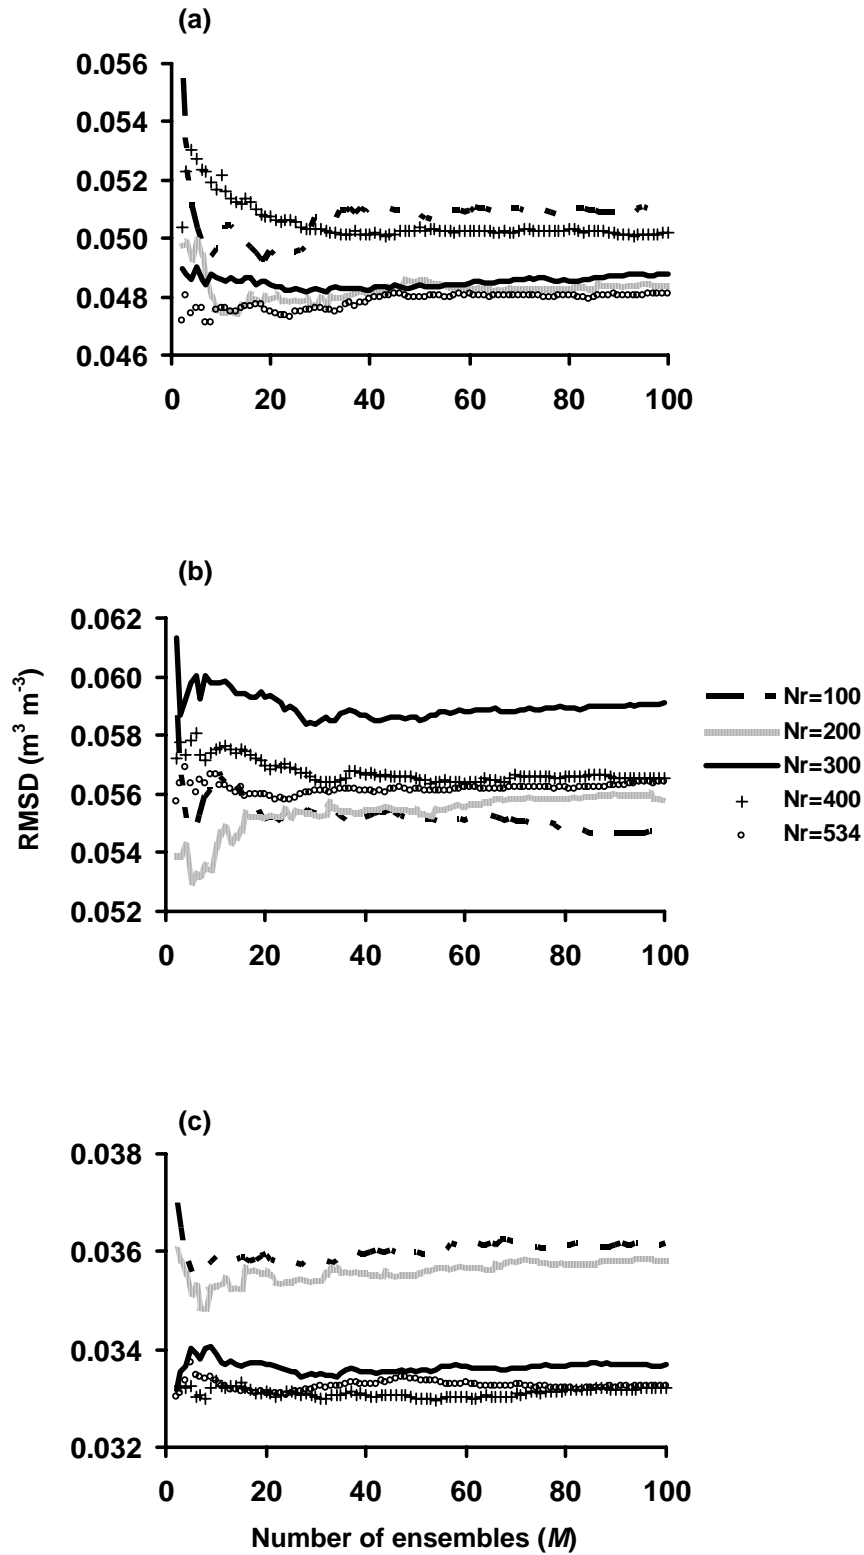 (a)
0.056
0.054
0.052
0.050
0.048
0.046
0 20 40 60 80 100
(b)
0.062
0.060
0.058
0.056
0.054
0.052
0 20 40 60 80 100
RMSD (m³ m⁻³)
Nr=100
Nr=200
Nr=300
Nr=400
Nr=534
(c)
0.038
0.036
0.034
0.032
0 20 40 60 80 100
Number of ensembles (M)